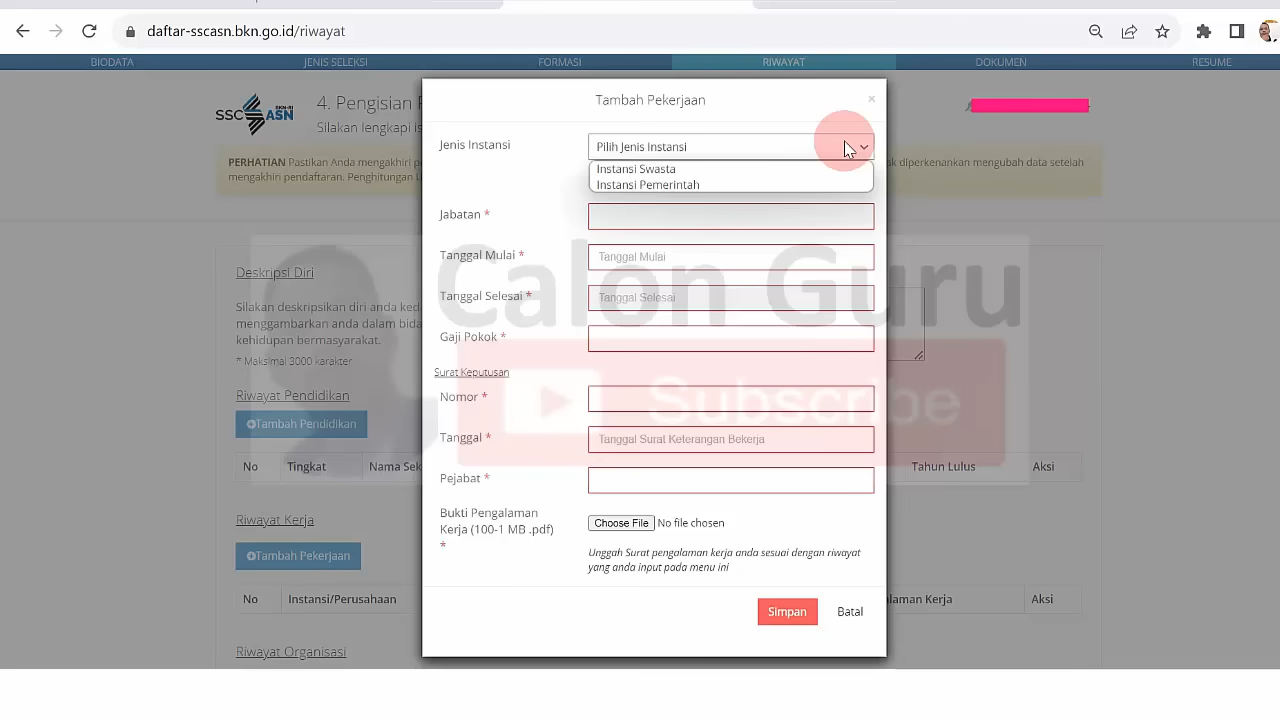 daftar-sscasn.bkn.go.id/riwayat
BIODATA
JENIS SELEKSI
FORMASI
RIWAYAT
DOKUMEN
RESUME
SSC ASN BKN-RI
4. Pengisian
Silakan lengkapi
PERHATIAN Pastikan Anda mengakhiri
diperkenankan mengubah data setelah
mengakhiri pendaftaran.
Tambah Pekerjaan
×
Jenis Instansi
Pilih Jenis Instansi
Instansi Swasta
Instansi Pemerintah
Jabatan *
Tanggal Mulai *
Tanggal Mulai
Tanggal Selesai *
Tanggal Selesai
Gaji Pokok *
Surat Keputusan
Nomor *
Tanggal *
Tanggal Surat Keterangan Bekerja
Pejabat *
Bukti Pengalaman
Kerja (100-1 MB .pdf)
*
Choose File No file chosen
Unggah Surat pengalaman kerja anda sesuai dengan riwayat
yang anda input pada menu ini
Simpan
Batal
Deskripsi Diri
Silakan deskripsikan diri anda
menggambarkan anda dalam
kehidupan bermasyarakat.
* Maksimal 3000 karakter
Riwayat Pendidikan
Tambah Pendidikan
No
Tingkat
Nama
Tahun Lulus
Aksi
Riwayat Kerja
Tambah Pekerjaan
No
Instansi/Perusahaan
Kerja
Aksi
Riwayat Organisasi
Calon Guru
Subscribe